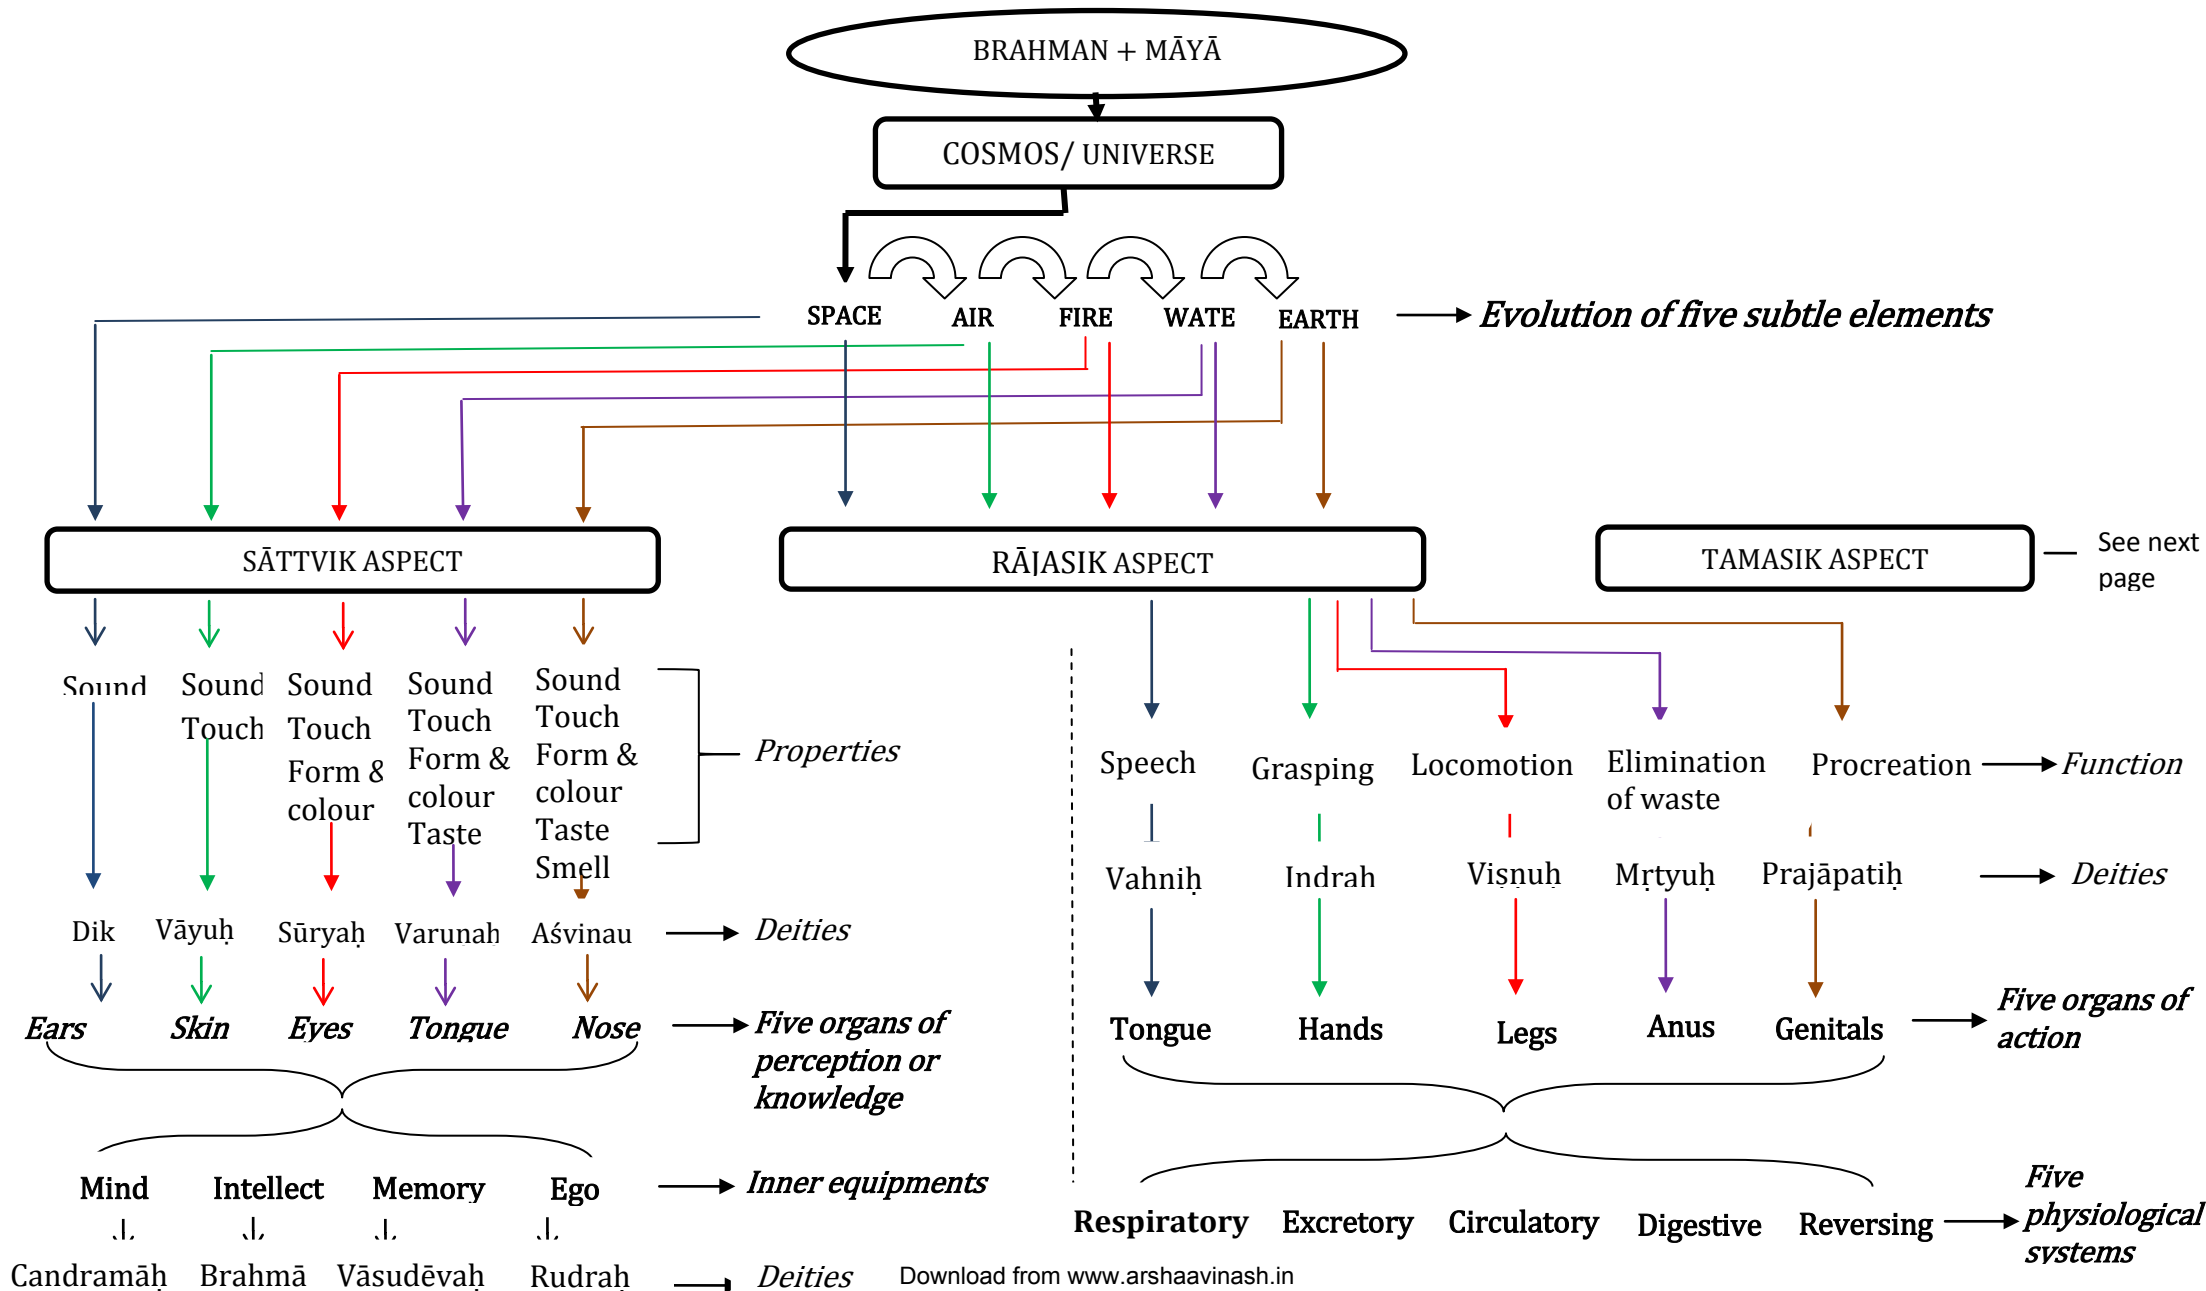 BRAHMAN + MĀYĀ
COSMOS/ UNIVERSE
SPACE AIR FIRE WATE EARTH Evolution of five subtle elements
SĀTTVIK ASPECT RĀJASIK ASPECT TAMASIK ASPECT See next
page
Sound Sound Sound Sound Sound
Touch Touch Touch Touch
Form & Form & Form &
colour colour colour
Taste Taste
Smell
Properties
Speech Grasping Locomotion Elimination Procreation Function
of waste
Vahniḥ Indrah Viṣṇuḥ Mṛtyuḥ Prajāpatiḥ Deities
Dik Vāyuḥ Sūryaḥ Varuṇaḥ Aśvinau Deities
Ears Skin Eyes Tongue Nose Five organs of
perception or
knowledge
Tongue Hands Legs Anus Genitals Five organs of
action
Mind Intellect Memory Ego Inner equipments
Respiratory Excretory Circulatory Digestive Reversing Five
physiological
systems
Candramāḥ Brahmā Vāsudēvaḥ Rudraḥ Deities
Download from www.arshaavinash.in